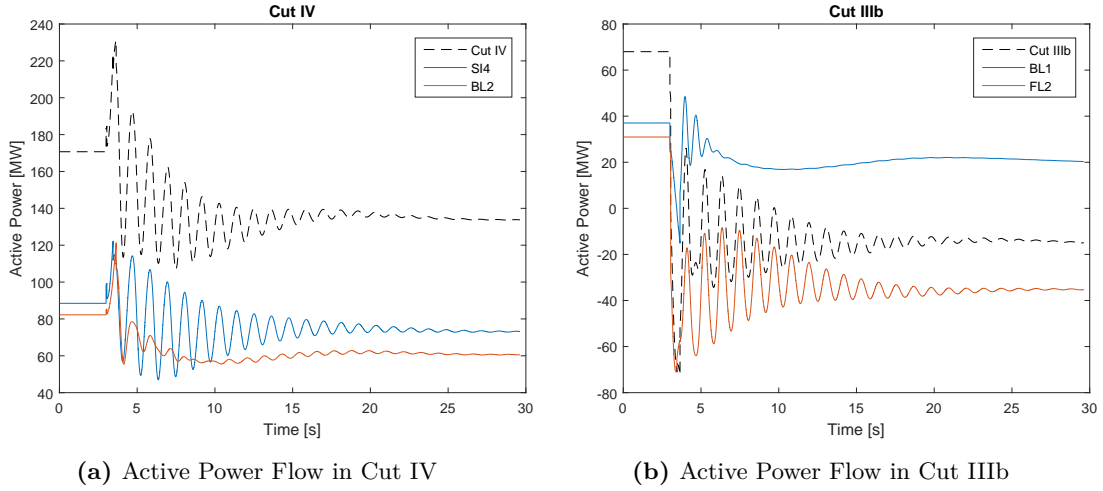 Cut IV
240
220
200
180
160
140
120
100
80
60
40
0
5
10
15
20
25
30
Active Power [MW]
Time [s]
Cut IV
SI4
BL2
(a) Active Power Flow in Cut IV
Cut IIIb
80
60
40
20
0
-20
-40
-60
-80
0
5
10
15
20
25
30
Active Power [MW]
Time [s]
Cut IIIb
BL1
FL2
(b) Active Power Flow in Cut IIIb